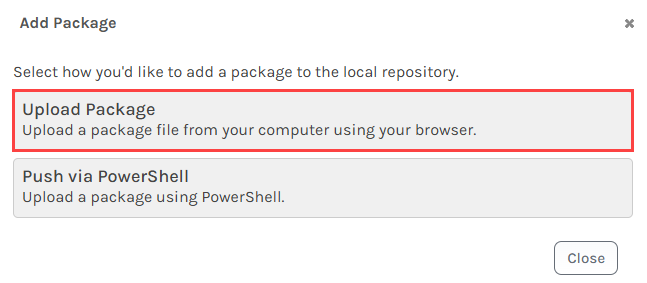 Add Package
Select how you'd like to add a package to the local repository.
Upload Package
Upload a package file from your computer using your browser.
Push via PowerShell
Upload a package using PowerShell.
Close